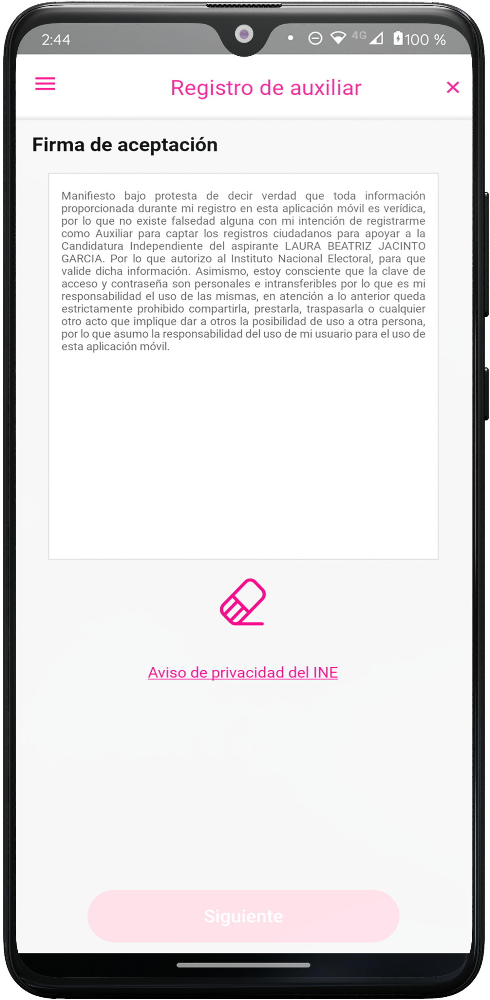 2:44
4G
100 %
Registro de auxiliar
Firma de aceptación
Manifiesto bajo protesta de decir verdad que toda información
proporcionada durante mi registro en esta aplicación móvil es verídica,
por lo que no existe falsedad alguna con mi intención de registrarme
como Auxiliar para captar los registros ciudadanos para apoyar a la
Candidatura Independiente del aspirante LAURA BEATRIZ JACINTO
GARCIA. Por lo que autorizo al Instituto Nacional Electoral, para que
valide dicha información. Asimismo, estoy consciente que la clave de
acceso y contraseña son personales e intransferibles por lo que es mi
responsabilidad el uso de las mismas, en atención a lo anterior queda
estrictamente prohibido compartirla, prestarla, traspasarla o cualquier
otro acto que implique dar a otros la posibilidad de uso a otra persona,
por lo que asumo la responsabilidad del uso de mi usuario para el uso de
esta aplicación móvil.
Aviso de privacidad del INE
Siguiente